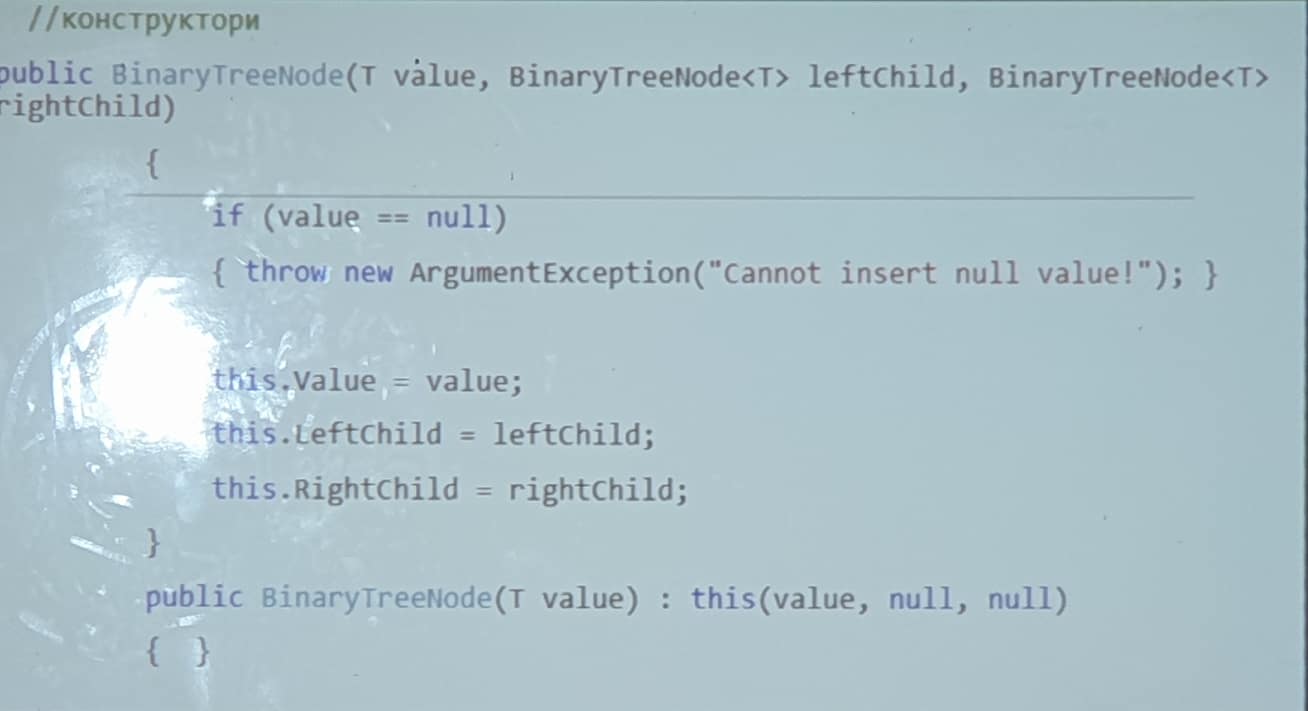 //конструктори
public BinaryTreeNode(T value, BinaryTreeNode<T> leftChild, BinaryTreeNode<T>
rightChild)
{
if (value == null)
{ throw new ArgumentException("Cannot insert null value!"); }
this.Value = value;
this.LeftChild = leftChild;
this.RightChild = rightChild;
}
public BinaryTreeNode(T value) : this(value, null, null)
{ }